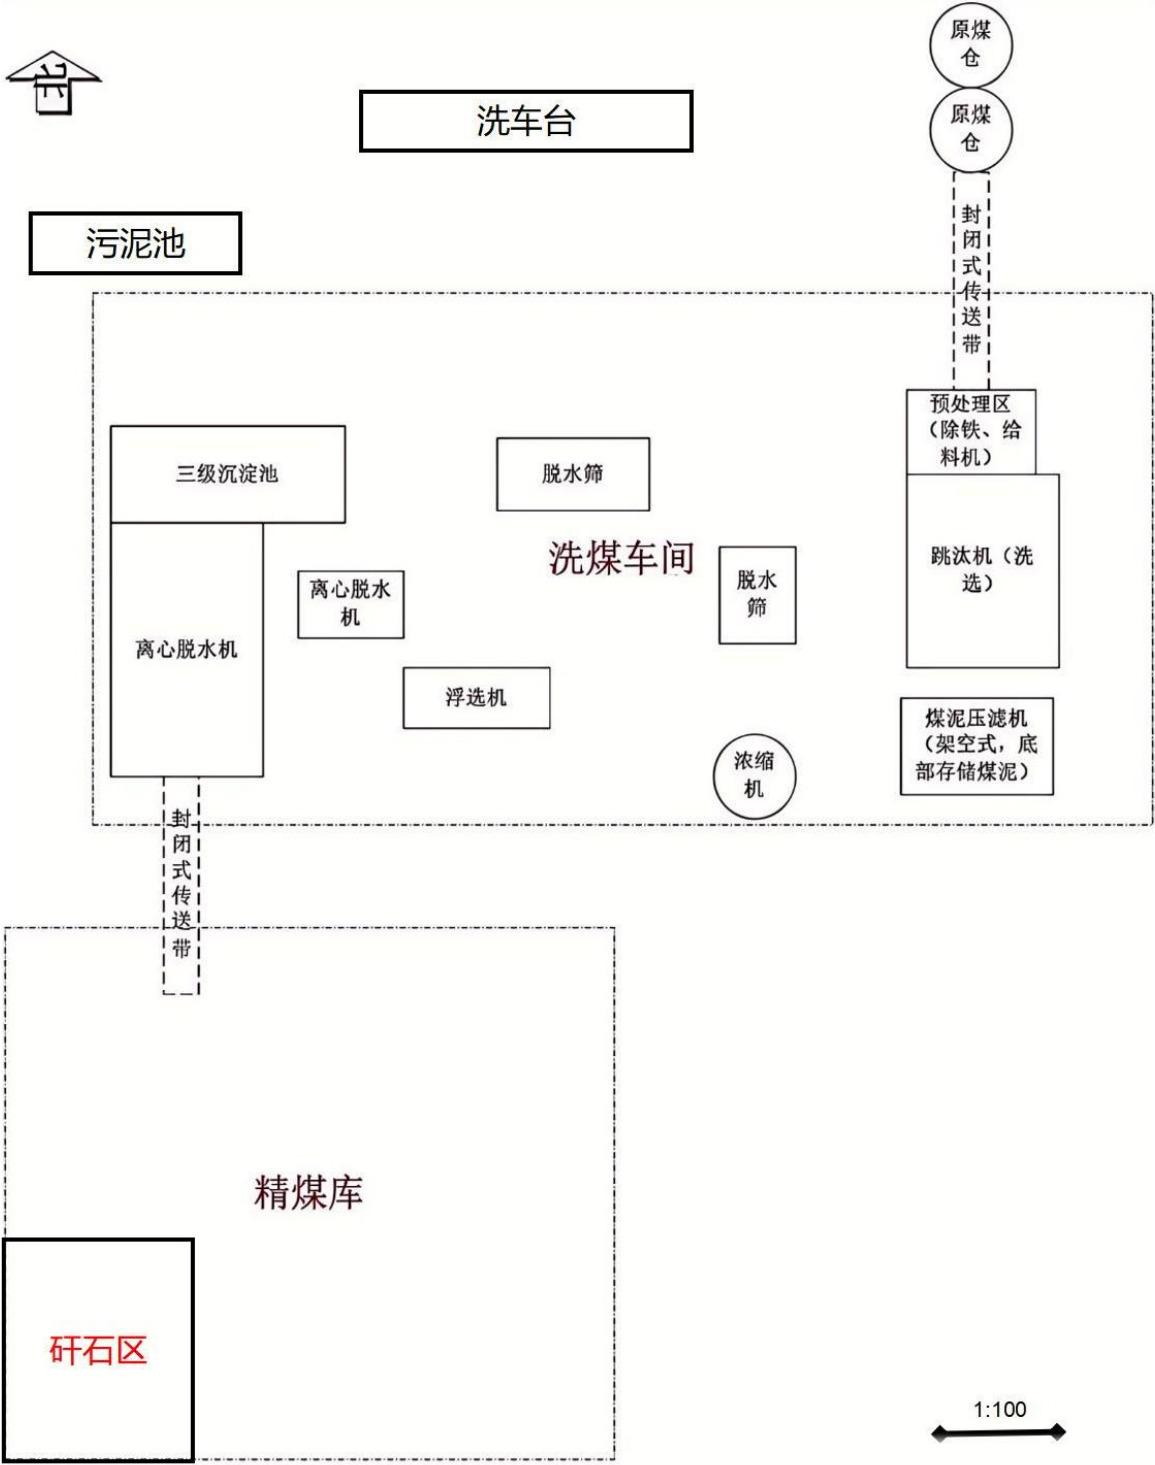 北
原煤
仓
原煤
仓
洗车台
污泥池
封
闭
式
传
送
带
预处理区
（除铁、给
料机）
三级沉淀池
脱水筛
洗煤车间
跳汰机（洗
选）
离心脱水
机
脱水
筛
离心脱水机
浮选机
煤泥压滤机
（架空式，底
部存储煤泥）
浓缩
机
封
闭
式
传
送
带
精煤库
矸石区
1:100